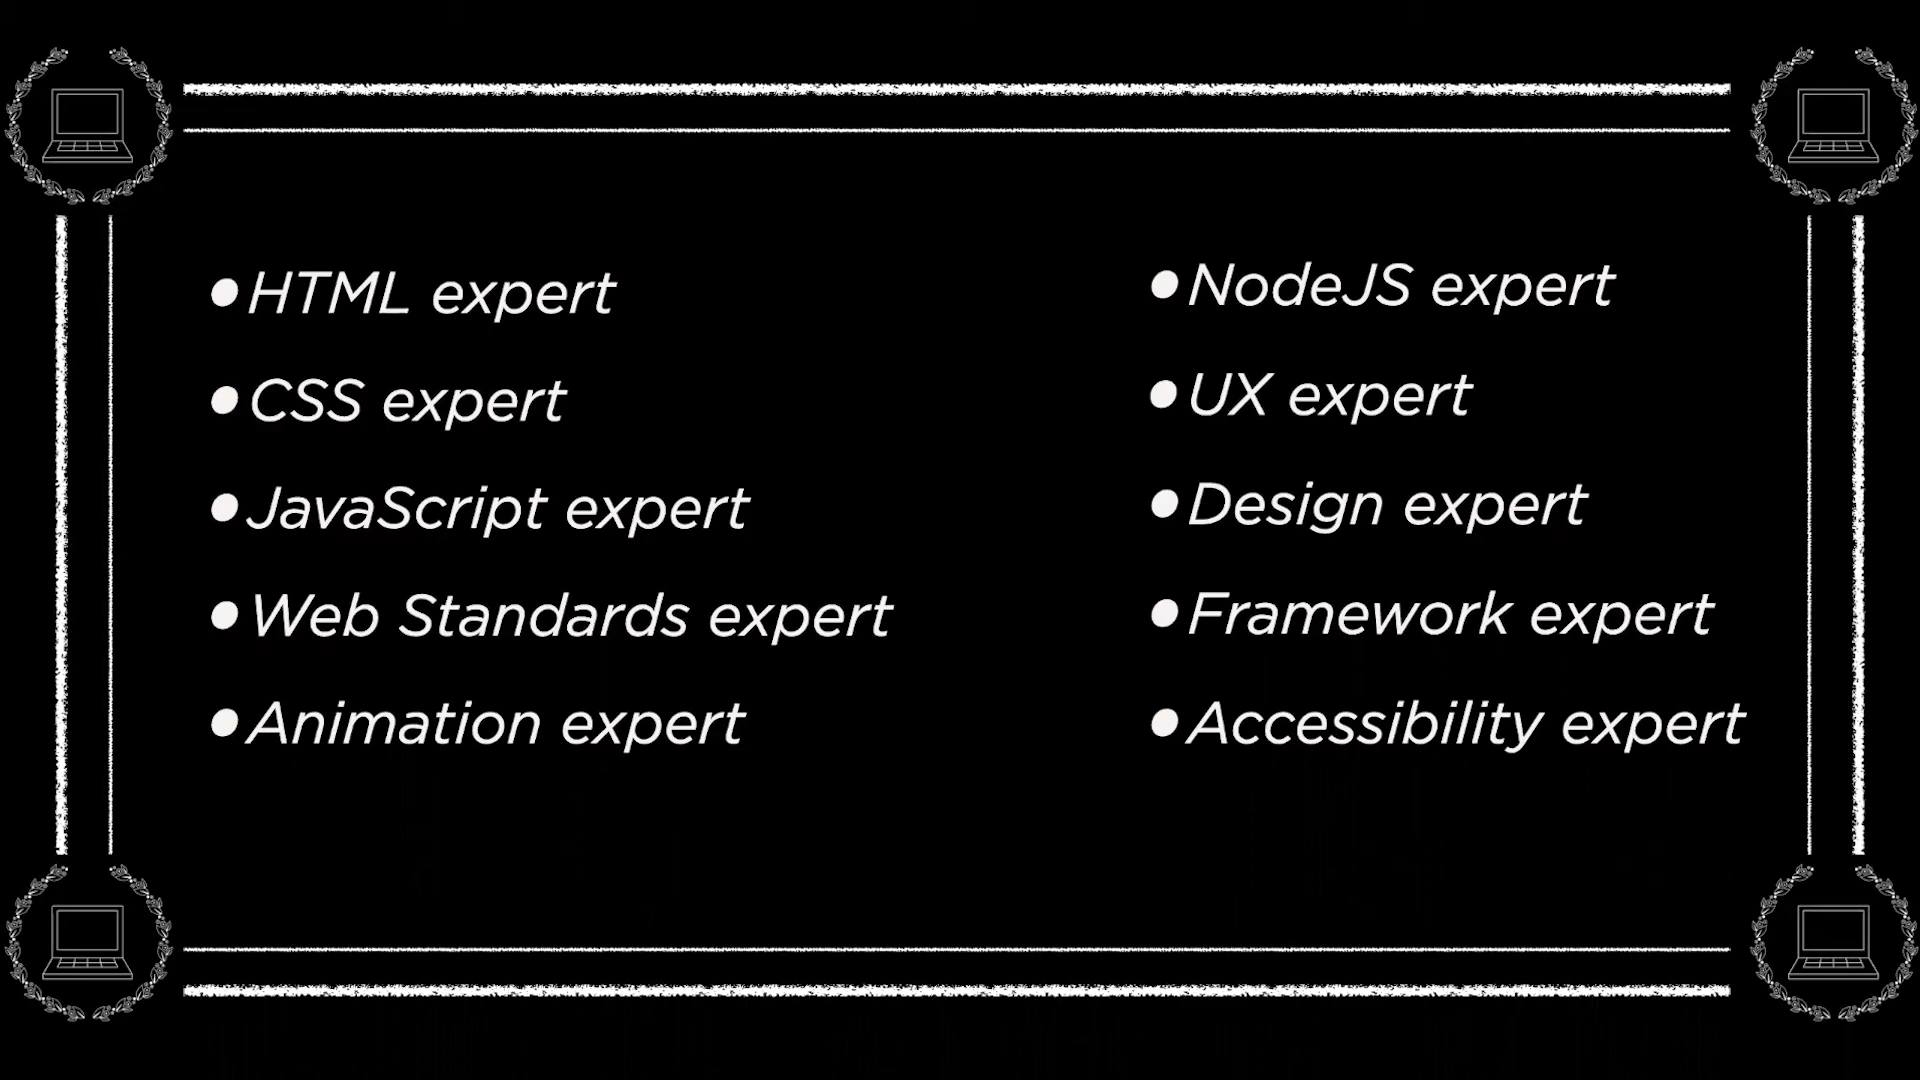 •HTML expert
•CSS expert
•JavaScript expert
•Web Standards expert
•Animation expert
•NodeJS expert
•UX expert
•Design expert
•Framework expert
•Accessibility expert